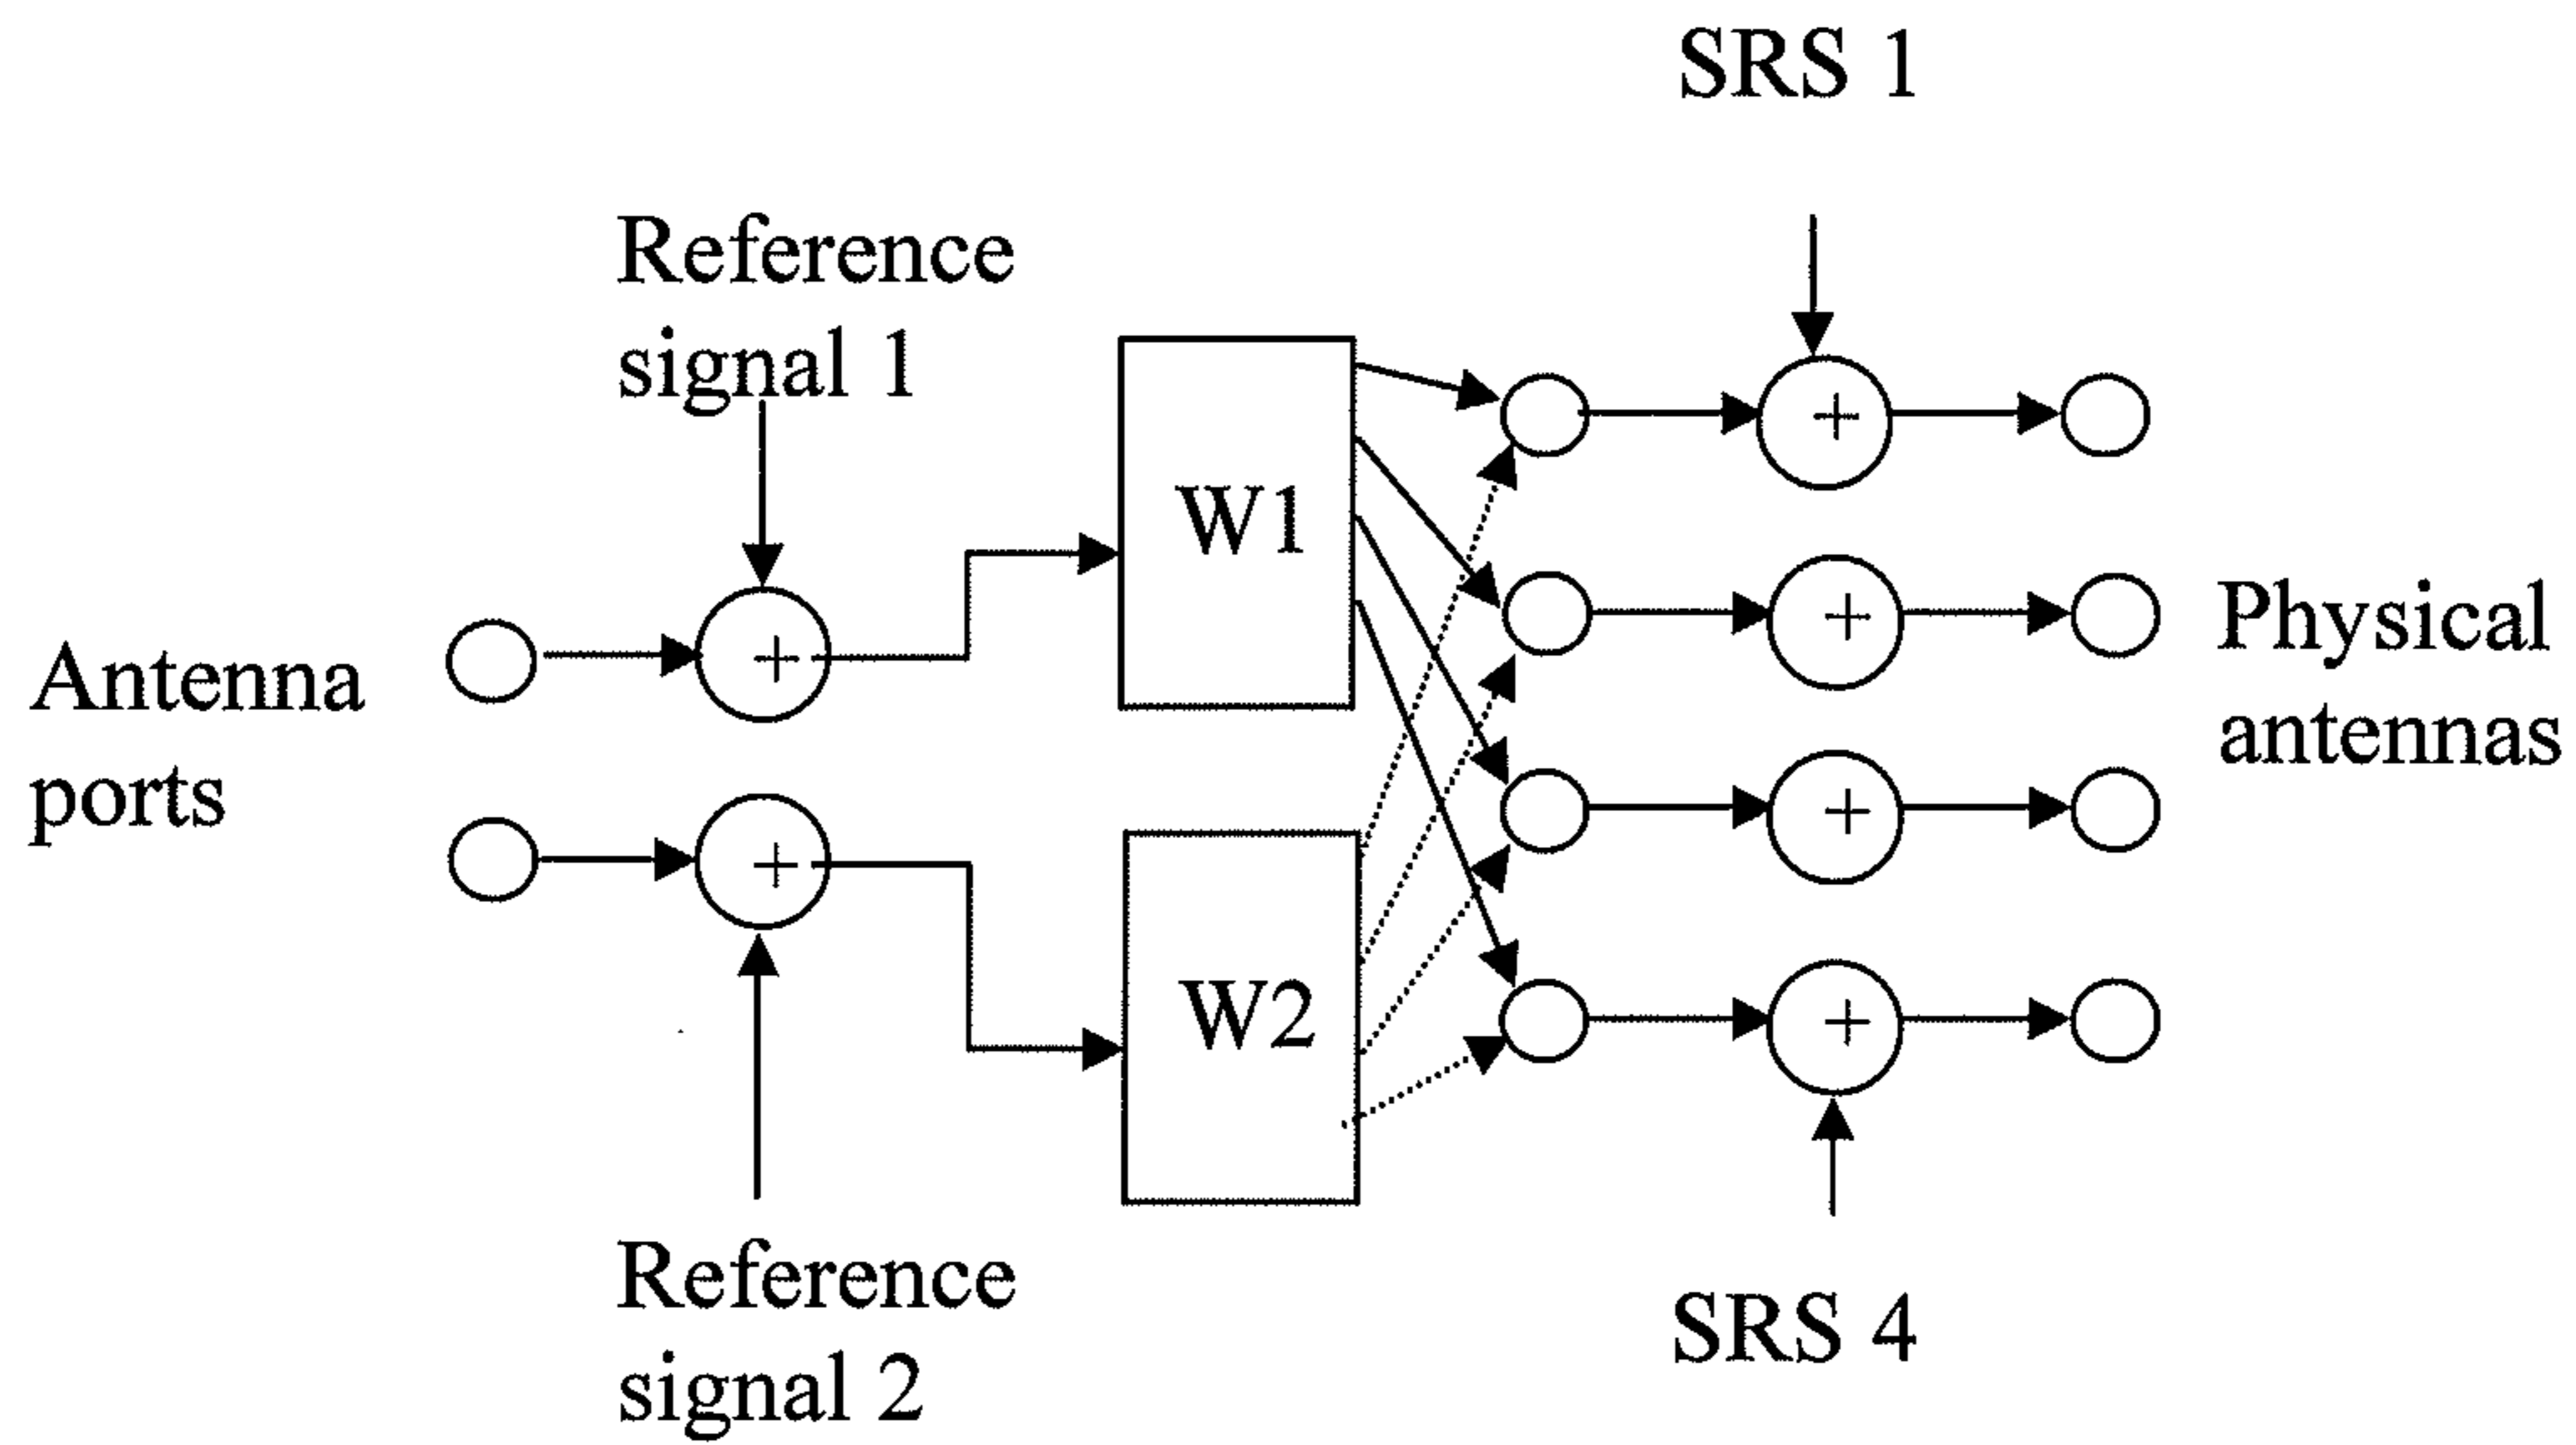 SRS 1
Reference
signal 1
W1
+
+
Physical
antennas
Antenna
ports
+
+
+
W2
+
Reference
signal 2
SRS 4